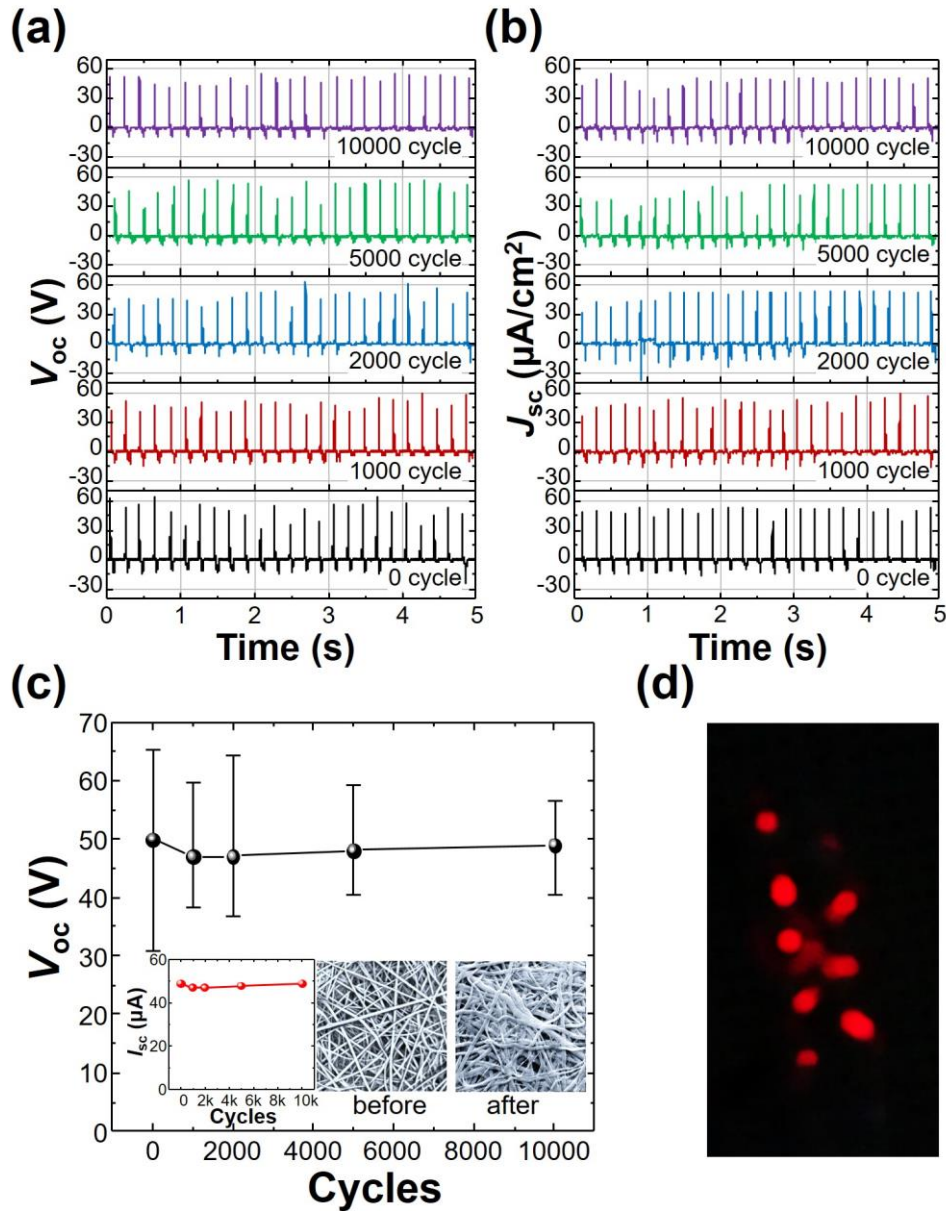 (a)
60
30
0
-30
10000 cycle
60
30
0
-30
5000 cycle
60
30
0
-30
2000 cycle
60
30
0
-30
1000 cycle
60
30
0
-30
0 cycle
Voc (V)
0 1 2 3 4 5
Time (s)
(b)
60
30
0
-30
10000 cycle
60
30
0
-30
5000 cycle
60
30
0
-30
2000 cycle
60
30
0
-30
1000 cycle
60
30
0
-30
0 cycle
Jsc (µA/cm²)
0 1 2 3 4 5
Time (s)
(c)
70
60
50
40
30
20
10
0
Voc (V)
0 2000 4000 6000 8000 10000
Cycles
60
40
20
0
Isc (µA)
0 2k 4k 6k 8k 10k
Cycles
before
after
(d)